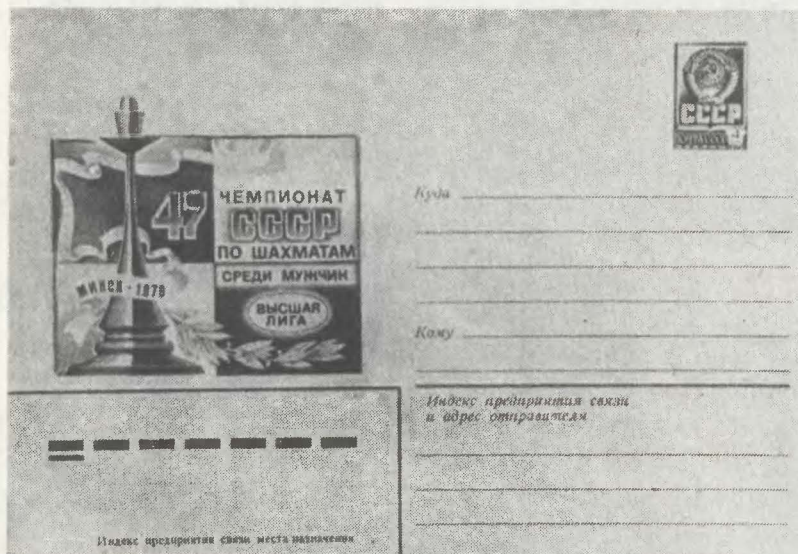 47
ЧЕМПИОНАТ
СССР
ПО ШАХМАТАМ
СРЕДИ МУЖЧИН
МИНСК - 1979
ВЫСШАЯ
ЛИГА
СССР
Куда
Кому
Индекс предприятия связи
и адрес отправителя
Индекс предприятия связи места назначения